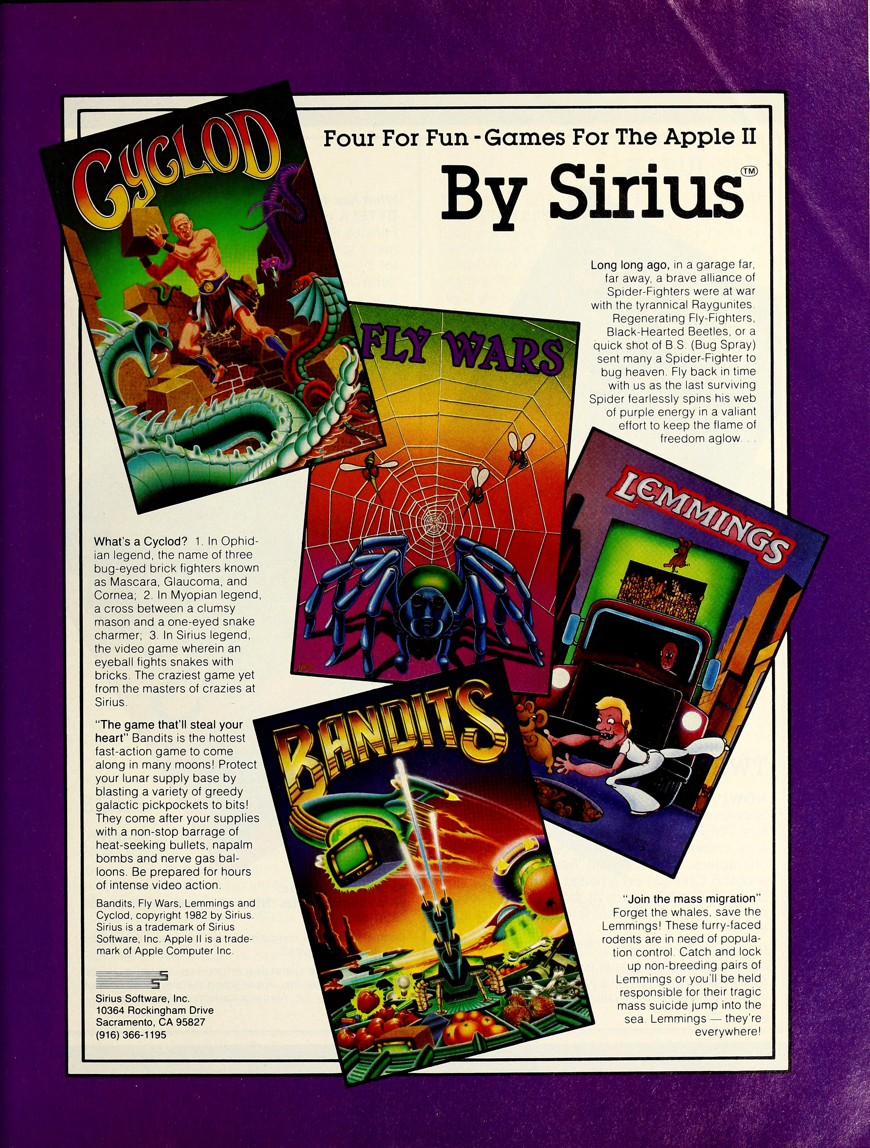 Four For Fun - Games For The Apple II
By Sirius™
CYCLOD
Long long ago, in a garage far,
far away, a brave alliance of
Spider-Fighters were at war
with the tyrannical Raygunites.
Regenerating Fly-Fighters,
Black-Hearted Beetles, or a
quick shot of B.S. (Bug Spray)
sent many a Spider-Fighter to
bug heaven. Fly back in time
with us as the last surviving
Spider fearlessly spins his web
of purple energy in a valiant
effort to keep the flame of
freedom aglow. . .
FLY WARS
LEMMINGS
What's a Cyclod? 1. In Ophid-
ian legend, the name of three
bug-eyed brick fighters known
as Mascara, Glaucoma, and
Cornea; 2. In Myopian legend,
a cross between a clumsy
mason and a one-eyed snake
charmer; 3. In Sirius legend,
the video game wherein an
eyeball fights snakes with
bricks. The craziest game yet
from the masters of crazies at
Sirius.
"The game that'll steal your
heart" Bandits is the hottest
fast-action game to come
along in many moons! Protect
your lunar supply base by
blasting a variety of greedy
galactic pickpockets to bits!
They come after your supplies
with a non-stop barrage of
heat-seeking bullets, napalm
bombs and nerve gas bal-
loons. Be prepared for hours
of intense video action.
BANDITS
Bandits, Fly Wars, Lemmings and
Cyclod, copyright 1982 by Sirius.
Sirius is a trademark of Sirius
Software, Inc. Apple II is a trade-
mark of Apple Computer Inc.
Sirius Software, Inc.
10364 Rockingham Drive
Sacramento, CA 95827
(916) 366-1195
"Join the mass migration"
Forget the whales, save the
Lemmings! These furry-faced
rodents are in need of popula-
tion control. Catch and lock
up non-breeding pairs of
Lemmings or you'll be held
responsible for their tragic
mass suicide jump into the
sea. Lemmings — they're
everywhere!